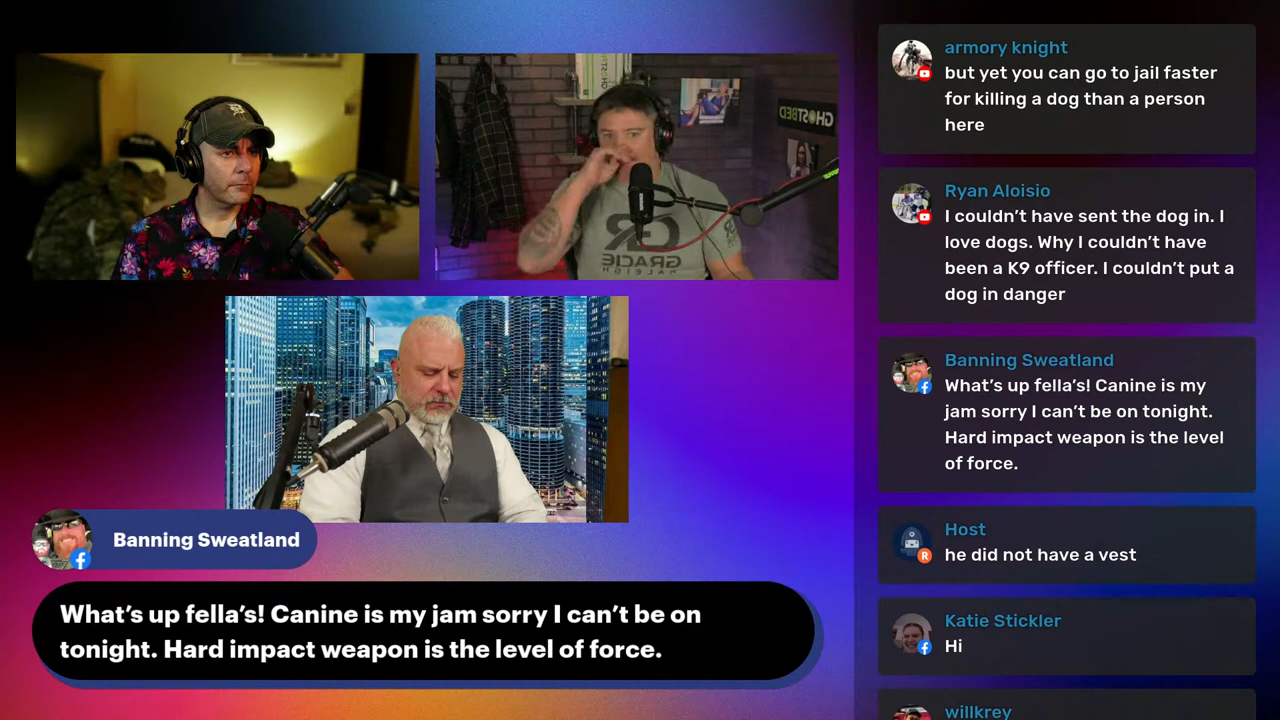 GHOSTBED
GR
GRACIE
RALEIGH
Banning Sweatland
What’s up fella’s! Canine is my jam sorry I can’t be on
tonight. Hard impact weapon is the level of force.
armory knight
but yet you can go to jail faster
for killing a dog than a person
here
Ryan Aloisio
I couldn’t have sent the dog in. I
love dogs. Why I couldn’t have
been a K9 officer. I couldn’t put a
dog in danger
Banning Sweatland
What’s up fella’s! Canine is my
jam sorry I can’t be on tonight.
Hard impact weapon is the level
of force.
Host
he did not have a vest
R
Katie Stickler
Hi
willkrey